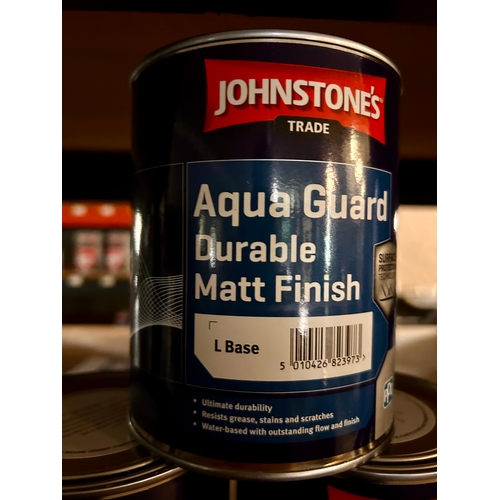 JOHNSTONE'S
TRADE
Aqua Guard
Durable
Matt Finish
SURFACE
L Base
5 010426 823973 >
• Ultimate durability
• Resists grease, stains and scratches
• Water-based with outstanding flow and finish